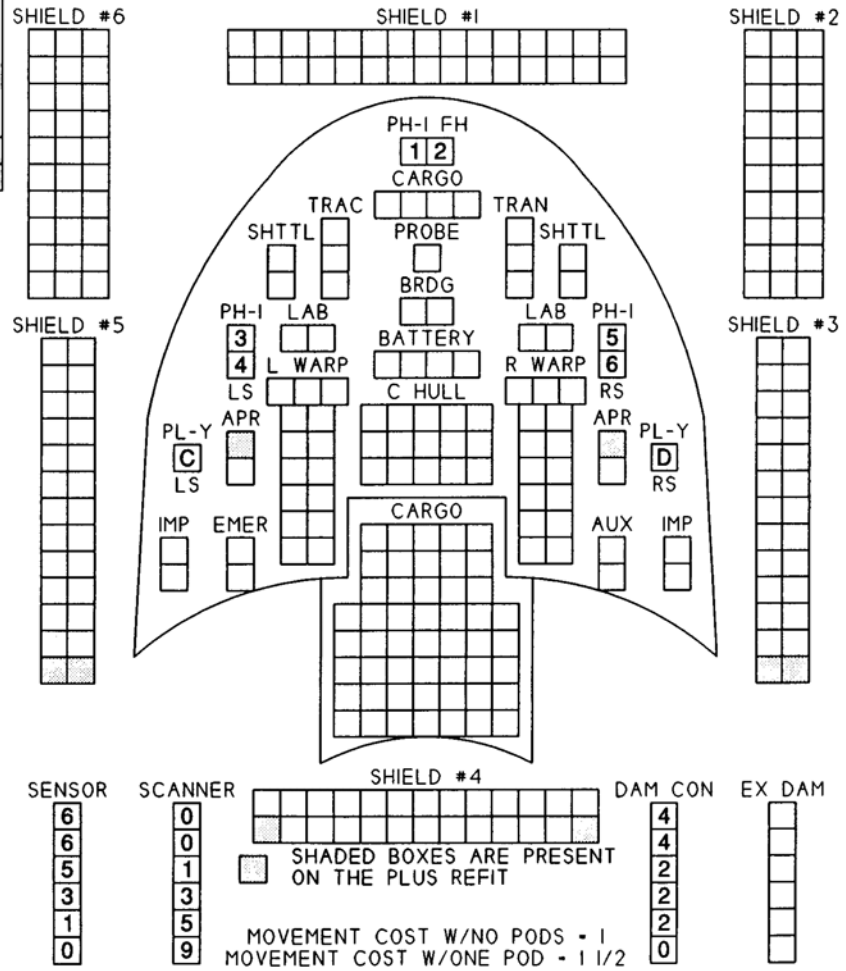 SHIELD #6
SHIELD #1
SHIELD #2
PH-1 FH
1 2
CARGO
TRAC
TRAN
SHTTL
PROBE
SHTTL
BRDG
SHIELD #5
PH-1
LAB
LAB
PH-1
SHIELD #3
3
BATTERY
5
4
L WARP
R WARP
6
LS
C HULL
RS
APR
APR
PL-Y
PL-Y
C
D
LS
RS
CARGO
IMP
EMER
AUX
IMP
SHIELD #4
SENSOR
SCANNER
DAM CON
EX DAM
6
0
4
6
0
4
5
1
2
3
3
2
1
5
2
0
9
0
SHADED BOXES ARE PRESENT
ON THE PLUS REFIT
MOVEMENT COST W/NO PODS - 1
MOVEMENT COST W/ONE POD - 1 1/2